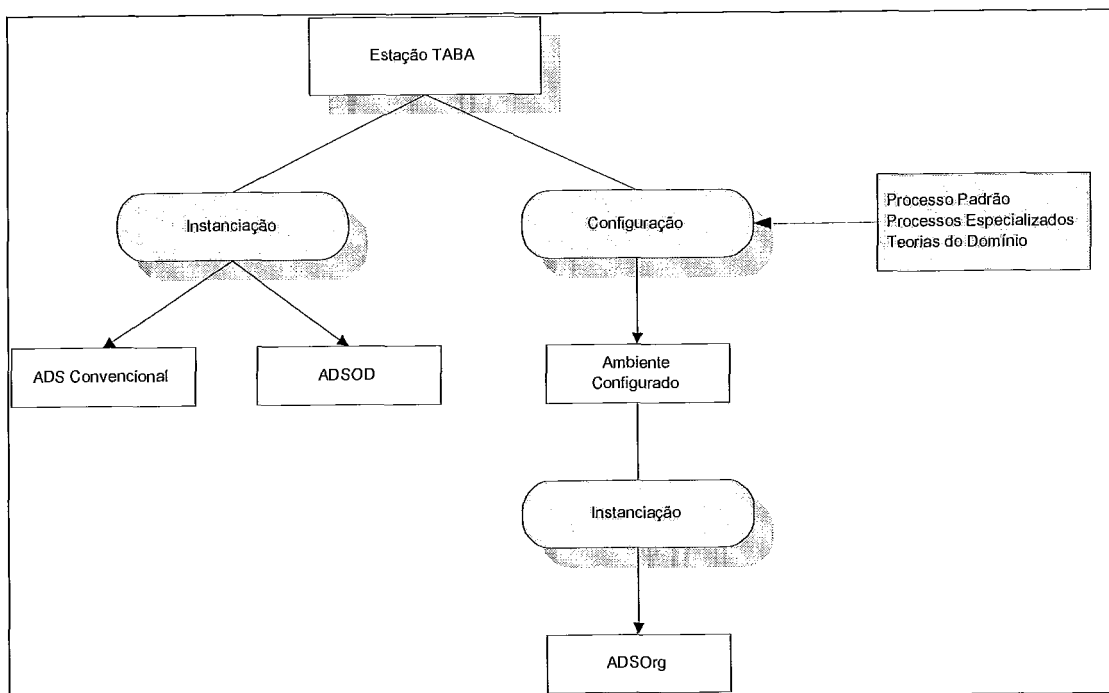 Estação TABA
Instanciação
Configuração
Processo Padrão
Processos Especializados
Teorias do Domínio
ADS Convencional
ADSOD
Ambiente
Configurado
Instanciação
ADSOrg